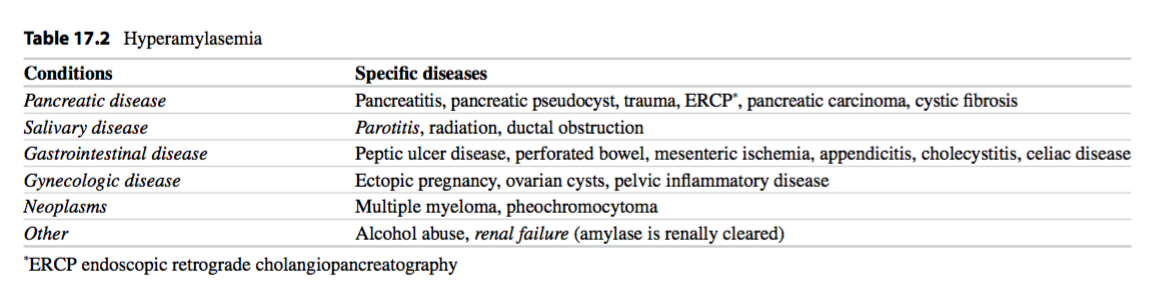 Table 17.2 Hyperamylasemia
Conditions Specific diseases
Pancreatic disease Pancreatitis, pancreatic pseudocyst, trauma, ERCP*, pancreatic carcinoma, cystic fibrosis
Salivary disease Parotitis, radiation, ductal obstruction
Gastrointestinal disease Peptic ulcer disease, perforated bowel, mesenteric ischemia, appendicitis, cholecystitis, celiac disease
Gynecologic disease Ectopic pregnancy, ovarian cysts, pelvic inflammatory disease
Neoplasms Multiple myeloma, pheochromocytoma
Other Alcohol abuse, renal failure (amylase is renally cleared)
*ERCP endoscopic retrograde cholangiopancreatography